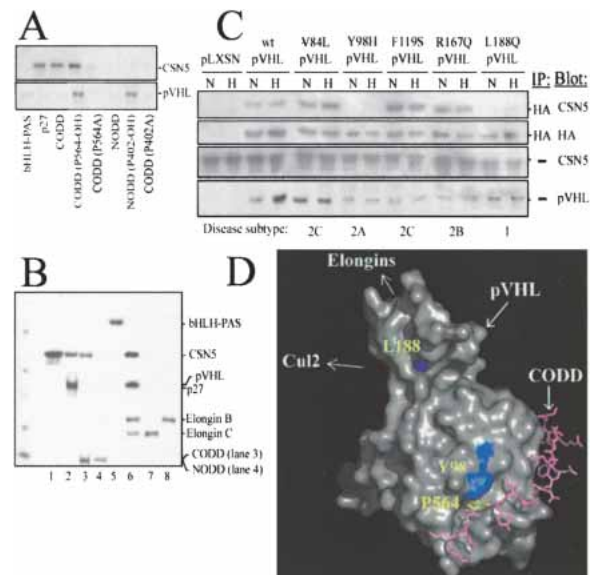 A
CSN5
pVHL
bHLH-PAS
p27
CODD
CODD (P564-OH)
CODD (P564A)
NODD
NODD (P402-OH)
CODD (P402A)
B
bHLH-PAS
CSN5
pVHL
p27
Elongin B
Elongin C
CODD (lane 3)
NODD (lane 4)
1 2 3 4 5 6 7 8
C
pLXSN wt pVHL V84L pVHL Y98H pVHL F119S pVHL R167Q pVHL L188Q pVHL
N H N H N H N H N H N H N H
IP: Blot:
HA CSN5
HA HA
– CSN5
– pVHL
Disease subtype: 2C 2A 2C 2B 1
D
Elongins
pVHL
L188
Cul2
CODD
Y98
P564